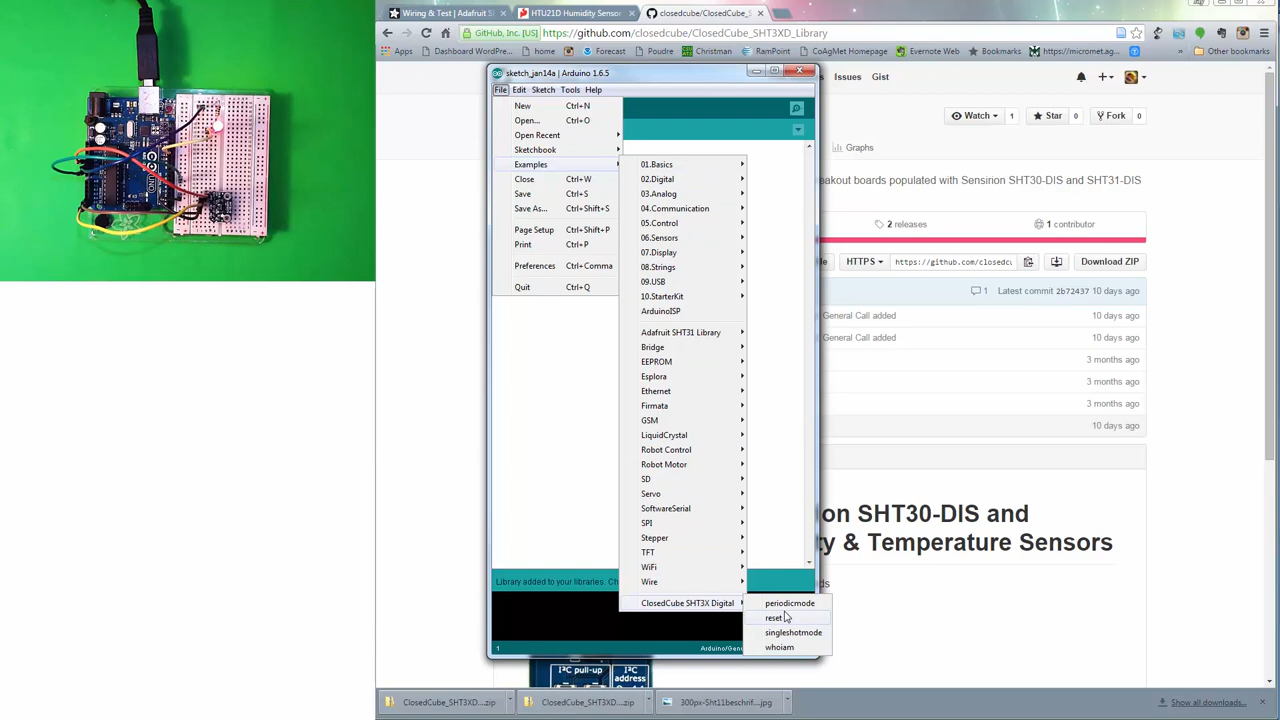 Wiring & Test | Adafruit S
HTU21D Humidity Sensor
closedcube/ClosedCube_S
GitHub, Inc. [US] https://github.com/closedcube/ClosedCube_SHT3XD_Library
Apps Dashboard WordPre... home Forecast Poudre Christman RamPoint CoAgMet Homepage Evernote Web Bookmarks https://micromet.ag Other bookmarks
sketch_jan14a | Arduino 1.6.5
File Edit Sketch Tools Help
Issues Gist
New Ctrl+N
Open... Ctrl+O
Open Recent
Sketchbook
Examples
Close Ctrl+W
Save Ctrl+S
Save As... Ctrl+Shift+S
Page Setup Ctrl+Shift+P
Print Ctrl+P
Preferences Ctrl+Comma
Quit Ctrl+Q
01.Basics
02.Digital
03.Analog
04.Communication
05.Control
06.Sensors
07.Display
08.Strings
09.USB
10.StarterKit
ArduinoISP
Adafruit SHT31 Library
Bridge
EEPROM
Esplora
Ethernet
Firmata
GSM
LiquidCrystal
Robot Control
Robot Motor
SD
Servo
SoftwareSerial
SPI
Stepper
TFT
WiFi
Wire
ClosedCube SHT3X Digital
periodicmode
reset
singleshotmode
whoiam
Watch 1 Star 0 Fork 0
Graphs
eakout boards populated with Sensirion SHT30-DIS and SHT31-DIS
2 releases 1 contributor
HTTPS https://github.com/closedcu Download ZIP
1 Latest commit 2b72437 10 days ago
General Call added 10 days ago
General Call added 10 days ago
3 months ago
3 months ago
3 months ago
10 days ago
on SHT30-DIS and
ty & Temperature Sensors
ds
Library added to your libraries. Ch
1 Arduino/Gen
I²C pull-up
I²C
address
ClosedCube_SHT3XD....zip ClosedCube_SHT3XD....zip 300px-Sht11beschrif....jpg Show all downloads...